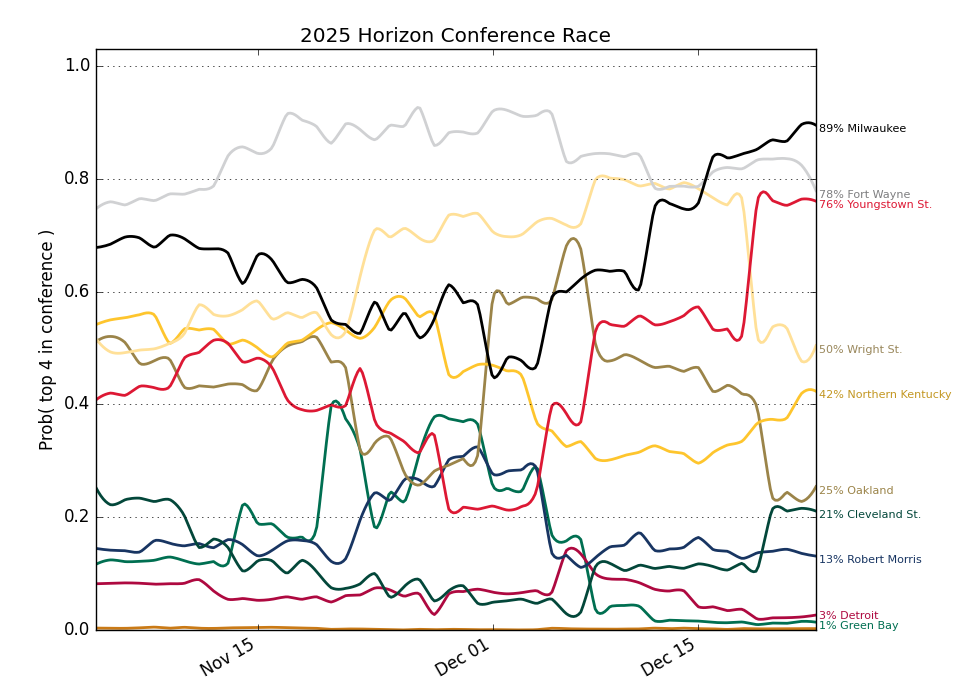 2025 Horizon Conference Race
Prob( top 4 in conference )
1.0
0.8
0.6
0.4
0.2
0.0
Nov 15
Dec 01
Dec 15
89% Milwaukee
78% Fort Wayne
76% Youngstown St.
50% Wright St.
42% Northern Kentucky
25% Oakland
21% Cleveland St.
13% Robert Morris
3% Detroit
1% Green Bay